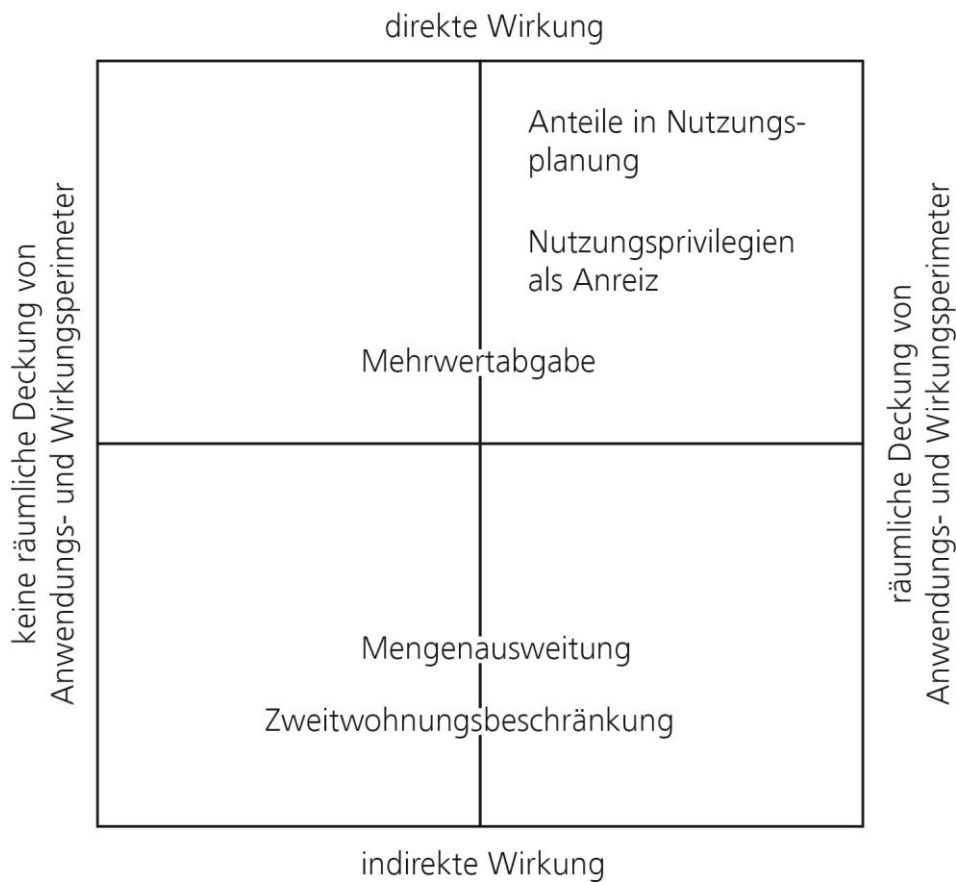 direkte Wirkung
keine räumliche Deckung von
Anwendungs- und Wirkungsperimeter
Anteile in Nutzungs-
planung
Nutzungsprivilegien
als Anreiz
Mehrwertabgabe
Mengenausweitung
Zweitwohnungsbeschränkung
räumliche Deckung von
Anwendungs- und Wirkungsperimeter
indirekte Wirkung